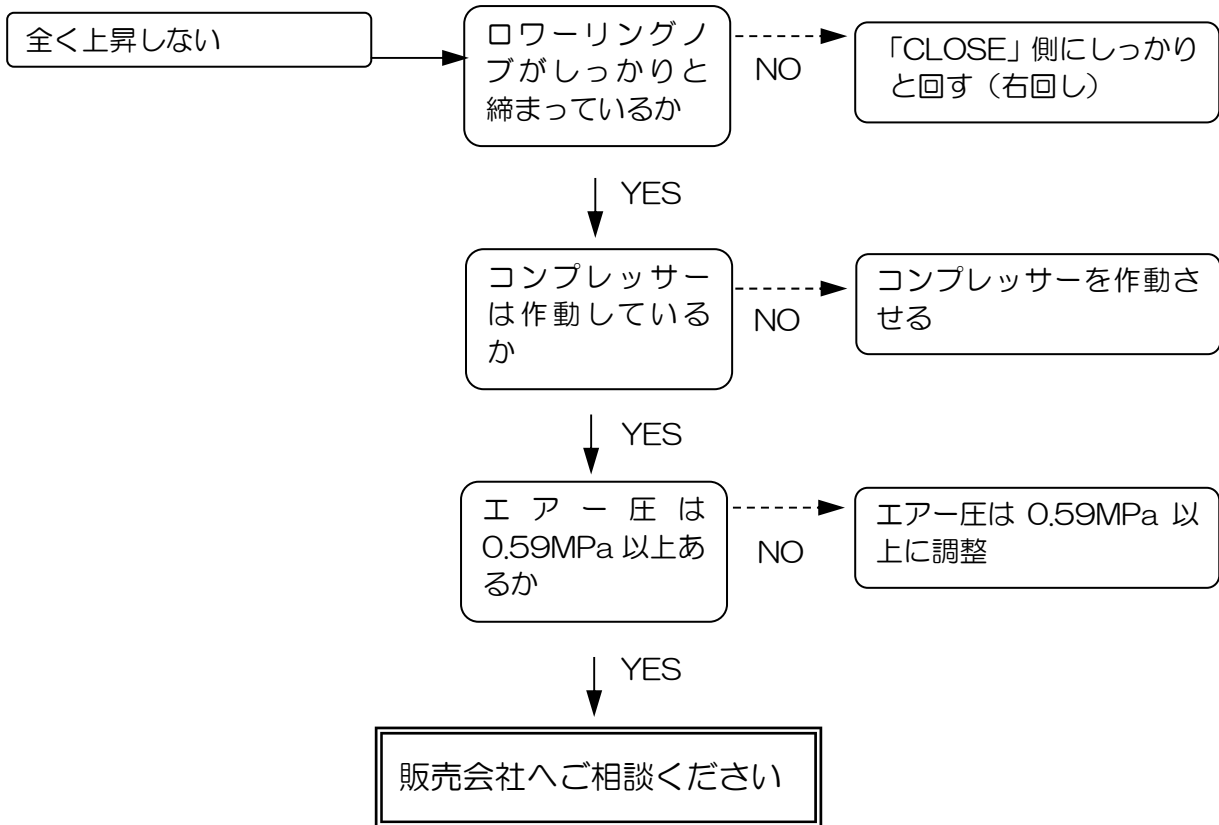 全く上昇しない
ロワーリングノ
ブがしっかりと
締まっているか
NO
「CLOSE」側にしっかり
と回す（右回し）
YES
コンプレッサー
は作動している
か
NO
コンプレッサーを作動さ
せる
YES
エアー圧は
0.59MPa 以上あ
るか
NO
エアー圧は 0.59MPa 以
上に調整
YES
販売会社へご相談ください